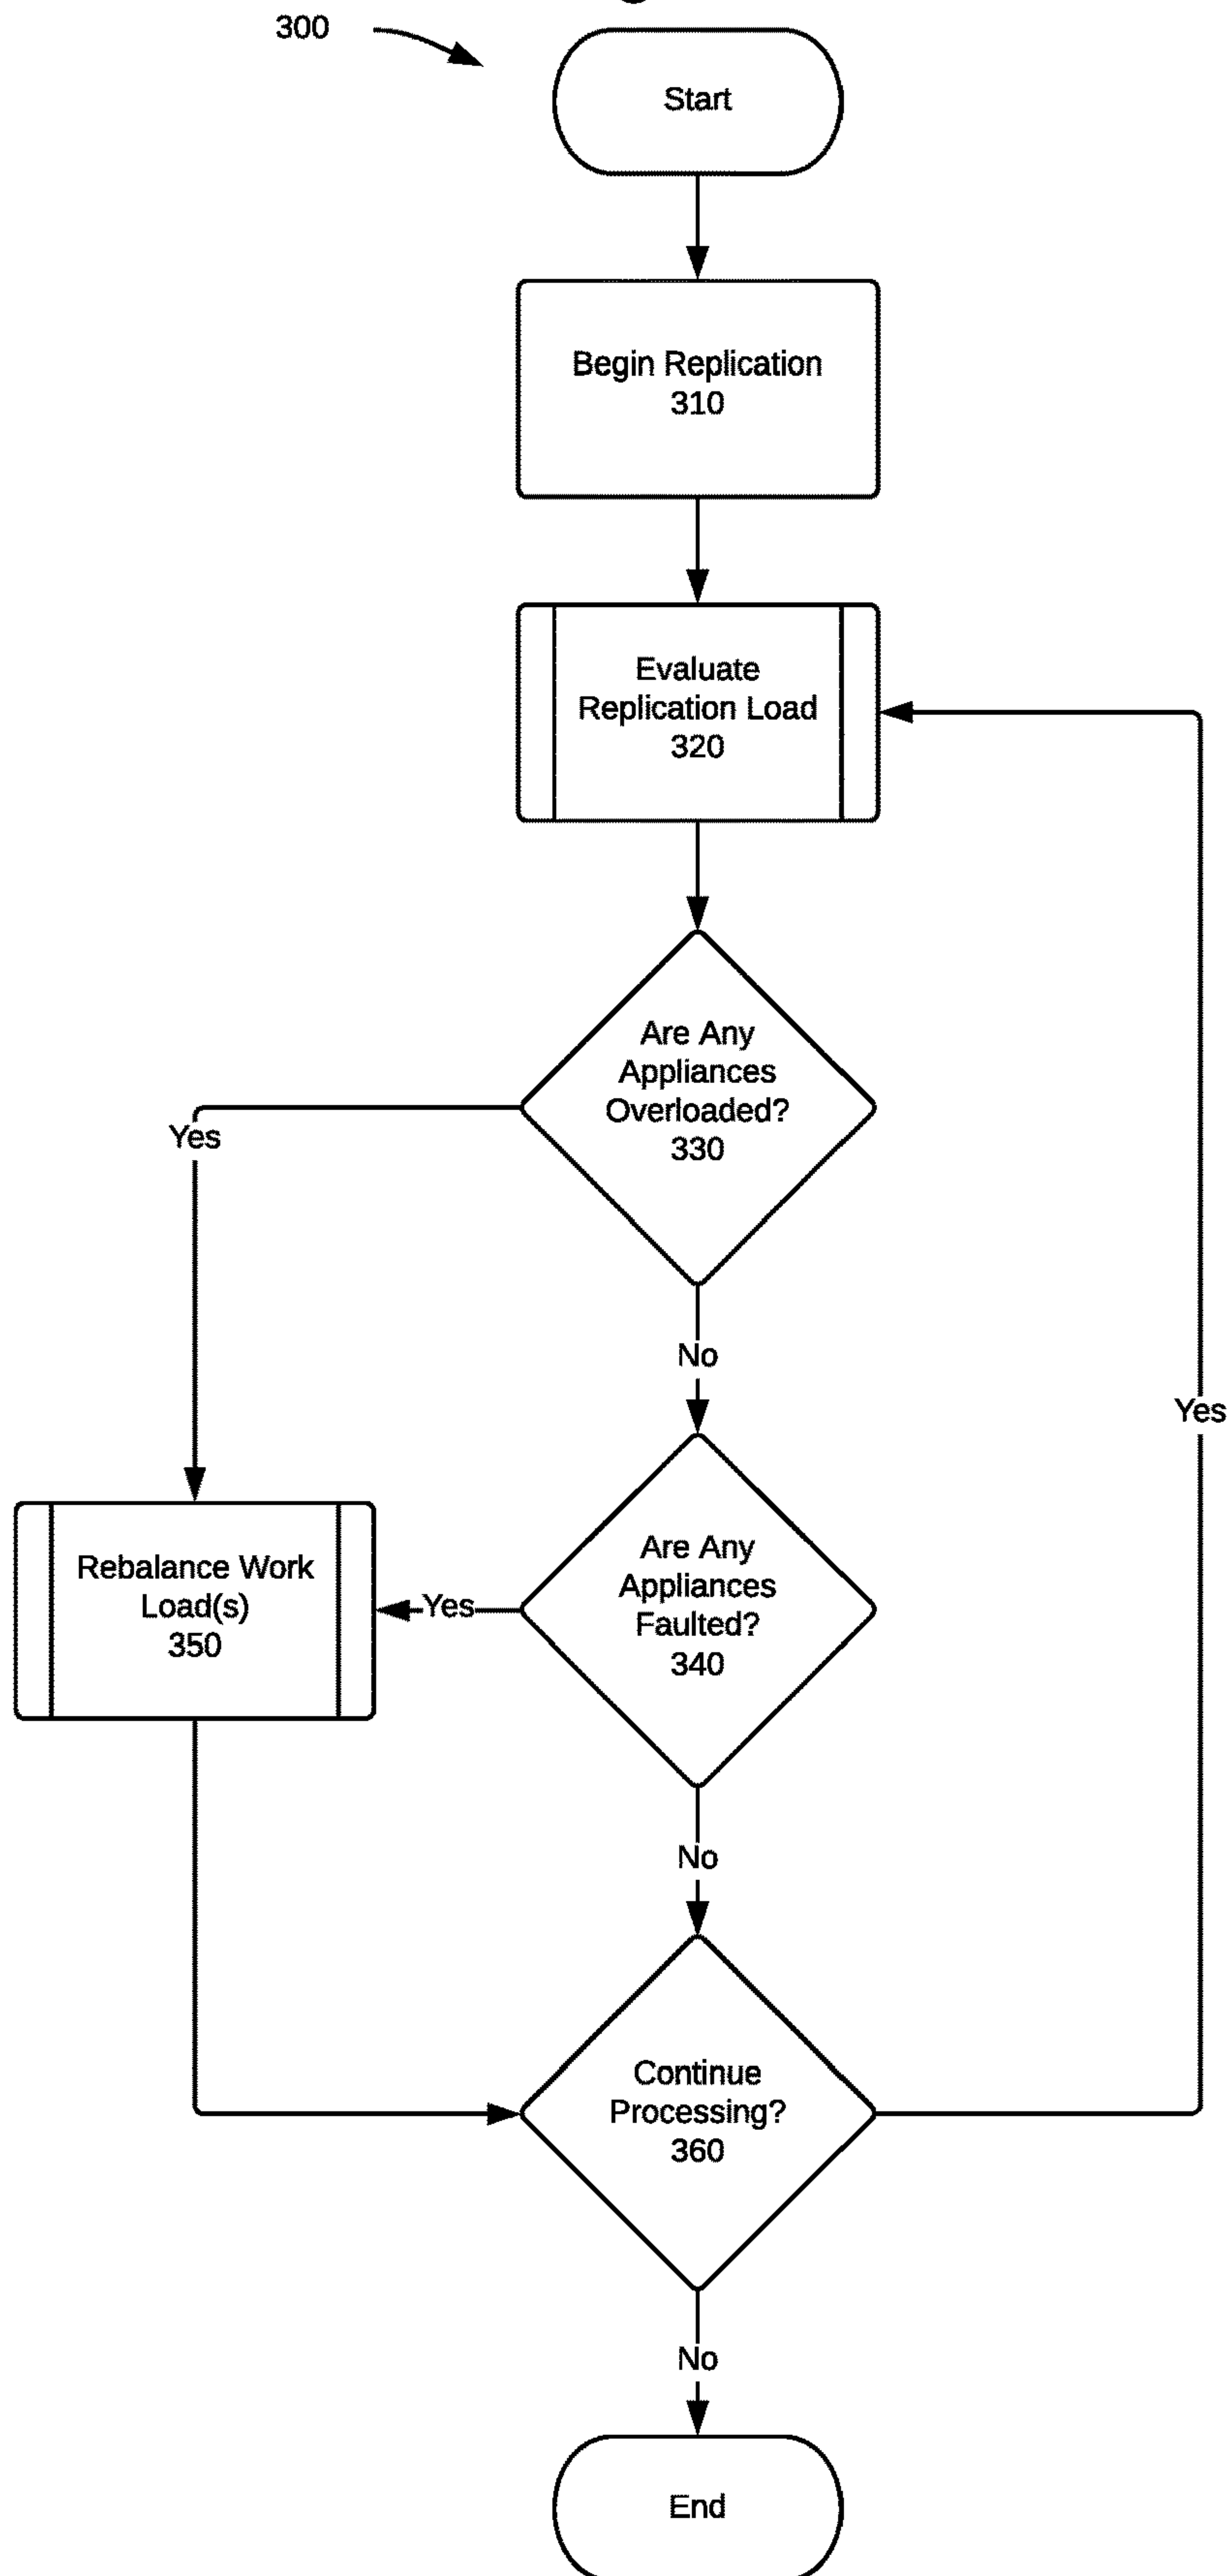 300
Start
Begin Replication
310
Evaluate
Replication Load
320
Are Any
Appliances
Overloaded?
330
Yes
No
Yes
Are Any
Appliances
Faulted?
340
Yes
Rebalance Work
Load(s)
350
No
Continue
Processing?
360
No
End